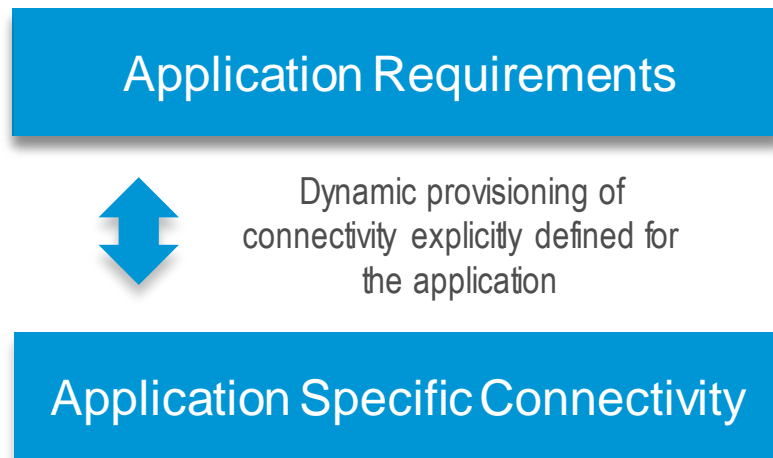 Application Requirements
Dynamic provisioning of
connectivity explicitly defined for
the application
Application Specific Connectivity